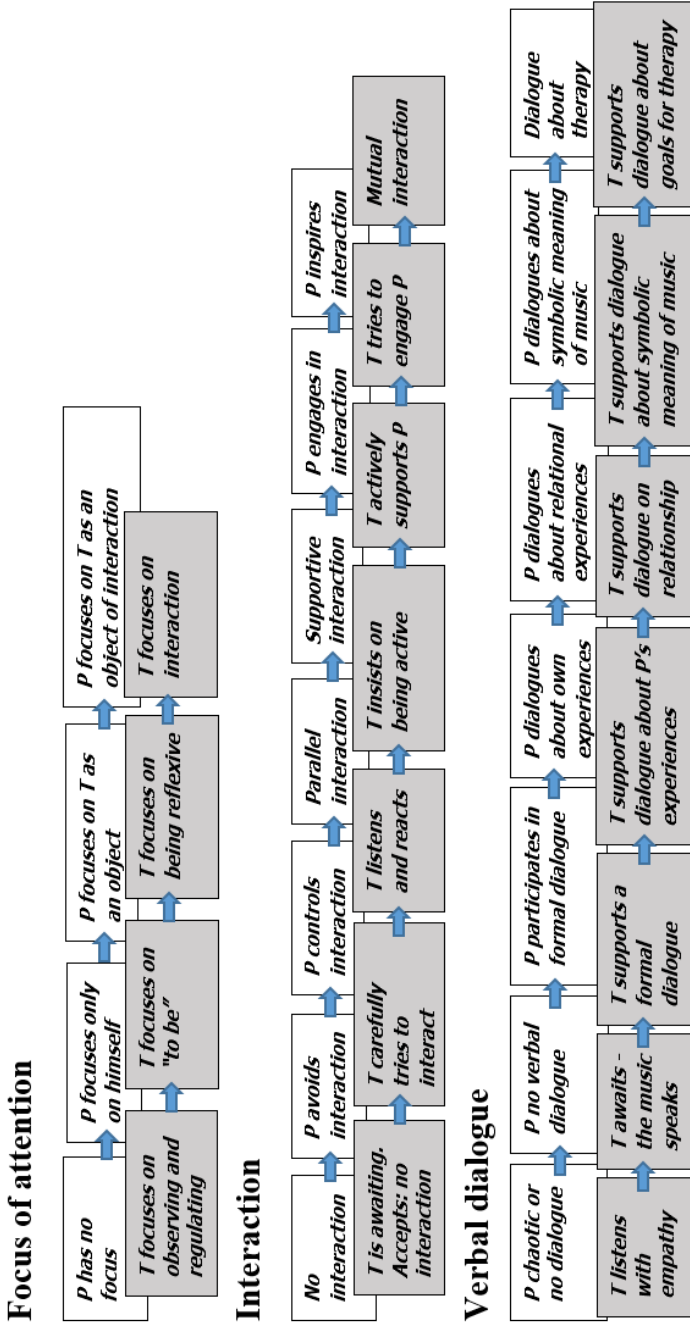 Focus of attention
P has no
focus
P focuses only
on himself
P focuses on T as
an object
P focuses on T as an
object of interaction
T focuses on
observing and
regulating
T focuses on
"to be"
T focuses on
being reflexive
T focuses on
interaction
Interaction
No
interaction
P avoids
interaction
P controls
interaction
Parallel
interaction
Supportive
interaction
P engages in
interaction
P inspires
interaction
T is awaiting.
Accepts: no
interaction
T carefully
tries to
interact
T listens
and reacts
T insists on
being active
T actively
supports P
T tries to
engage P
Mutual
interaction
Verbal dialogue
P chaotic or
no dialogue
P no verbal
dialogue
P participates in
formal dialogue
P dialogues
about own
experiences
P dialogues
about relational
experiences
P dialogues about
symbolic meaning
of music
Dialogue
about
therapy
T listens
with
empathy
T awaits -
the music
speaks
T supports a
formal
dialogue
T supports
dialogue about P's
experiences
T supports
dialogue on
relationship
T supports dialogue
about symbolic
meaning of music
T supports
dialogue about
goals for therapy